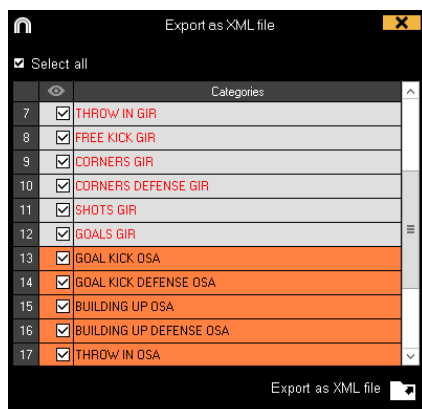 Export as XML file
Select all
Categories
7 THROW IN GIR
8 FREE KICK GIR
9 CORNERS GIR
10 CORNERS DEFENSE GIR
11 SHOTS GIR
12 GOALS GIR
13 GOAL KICK OSA
14 GOAL KICK DEFENSE OSA
15 BUILDING UP OSA
16 BUILDING UP DEFENSE OSA
17 THROW IN OSA
Export as XML file